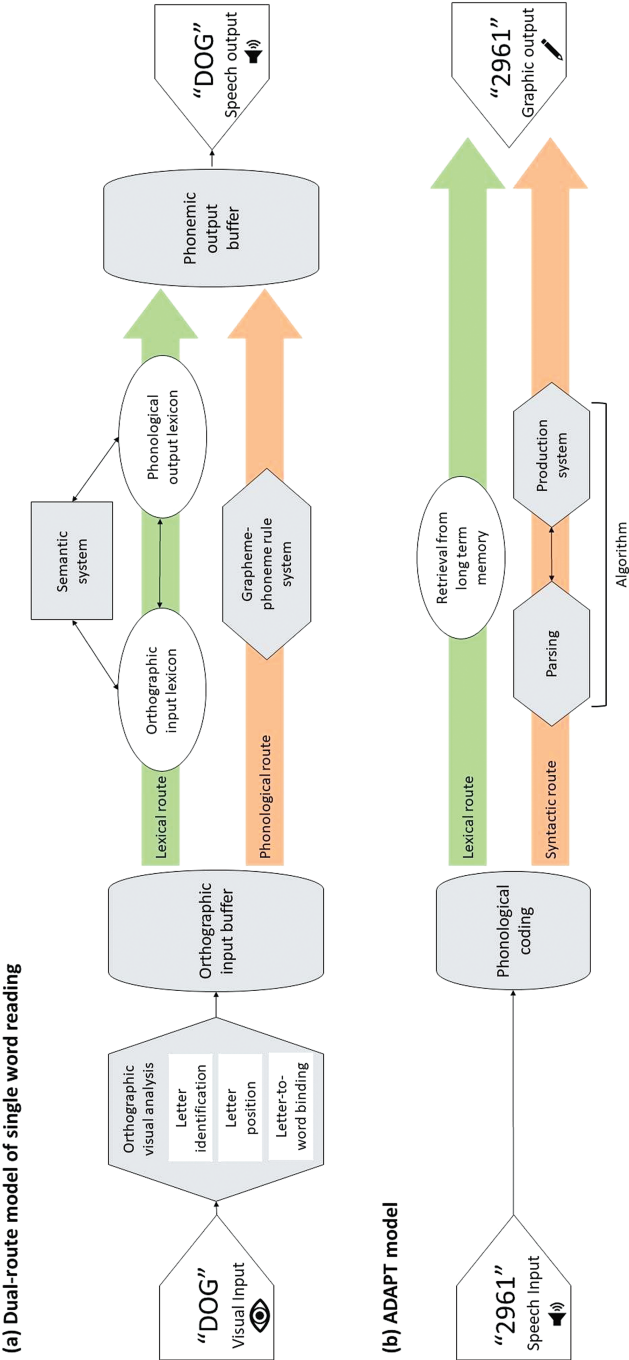 (a) Dual-route model of single word reading
“DOG”
Visual Input
Orthographic
visual analysis
Letter
identification
Letter
position
Letter-to-
word binding
Orthographic
input buffer
Lexical route
Orthographic
input lexicon
Semantic
system
Phonological
output lexicon
Phonological route
Grapheme-
phoneme rule
system
Phonemic
output
buffer
“DOG”
Speech output
(b) ADAPT model
“2961”
Speech Input
Phonological
coding
Lexical route
Retrieval from
long term
memory
Syntactic route
Parsing
Production
system
Algorithm
“2961”
Graphic output